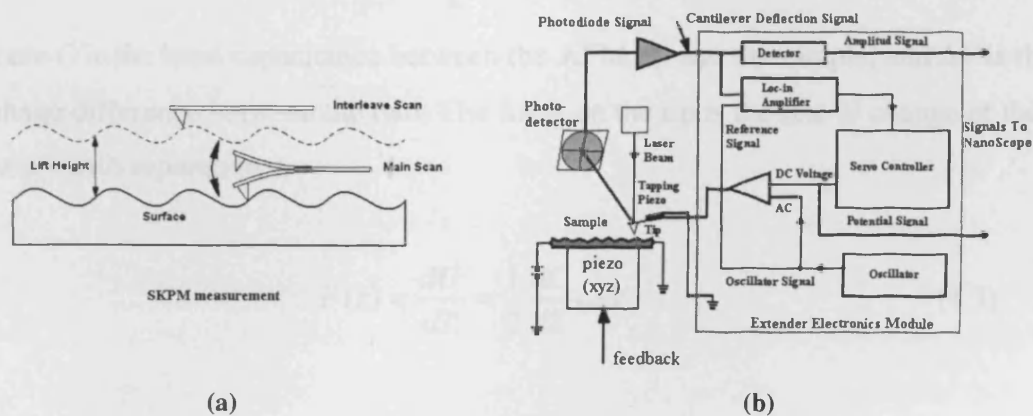 Interleave Scan
Lift Height
Main Scan
Surface
SKPM measurement
(a)
Photodiode Signal
Cantilever Deflection Signal
Amplitud Signal
Detector
Loc-in
Amplifier
Photo-
detector
Laser
Beam
Reference
Signal
Signals To
NanoScope
Servo Controller
DC Voltage
Tapping
Piezo
AC
Tip
Sample
Potential Signal
piezo
(xyz)
Oscillator Signal
Oscillator
Extender Electronics Module
feedback
(b)